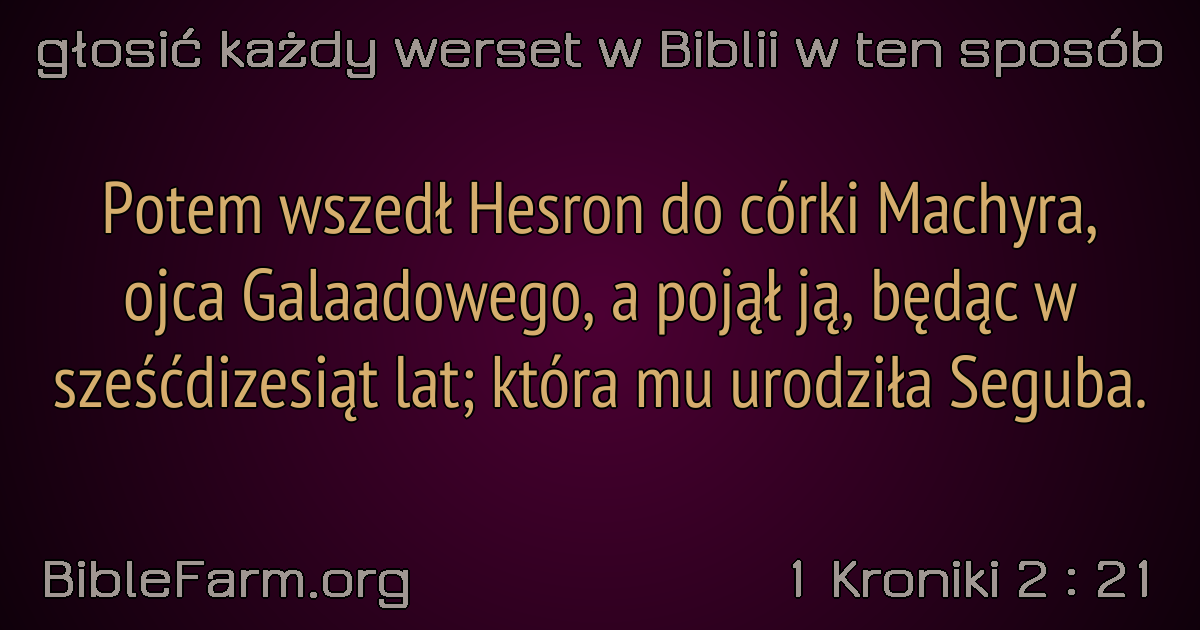 głosić każdy werset w Biblii w ten sposób
Potem wszedł Hesron do córki Machyra,
ojca Galaadowego, a pojął ją, będąc w
sześćdizesiąt lat; która mu urodziła Seguba.
BibleFarm.org
1 Kroniki 2 : 21